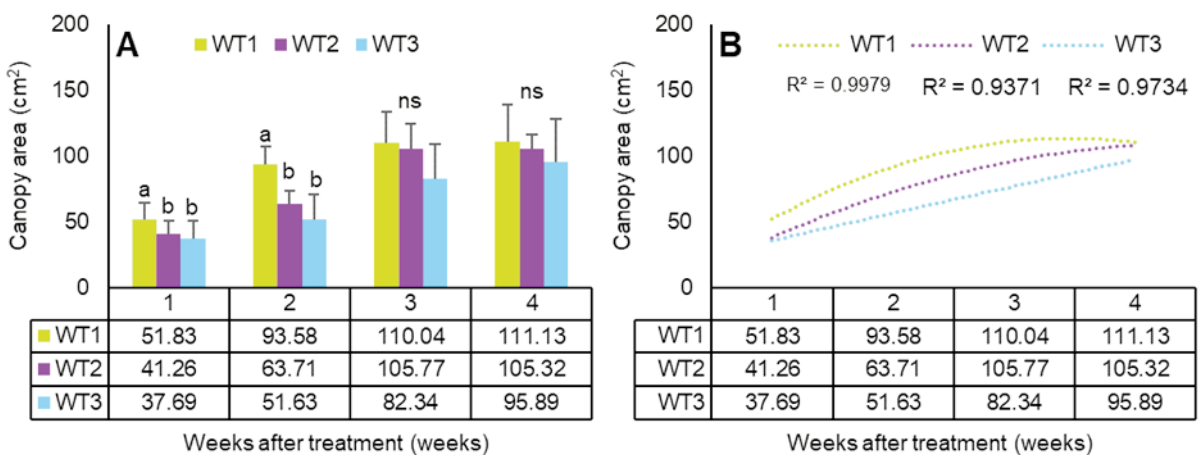 A
WT1 WT2 WT3
Canopy area (cm²)
200
150
100
50
0
a b b
a b b
ns
ns
1 2 3 4
WT1 51.83 93.58 110.04 111.13
WT2 41.26 63.71 105.77 105.32
WT3 37.69 51.63 82.34 95.89
Weeks after treatment (weeks)
B
WT1 WT2 WT3
R² = 0.9979 R² = 0.9371 R² = 0.9734
Canopy area (cm²)
200
150
100
50
0
1 2 3 4
WT1 51.83 93.58 110.04 111.13
WT2 41.26 63.71 105.77 105.32
WT3 37.69 51.63 82.34 95.89
Weeks after treatment (weeks)